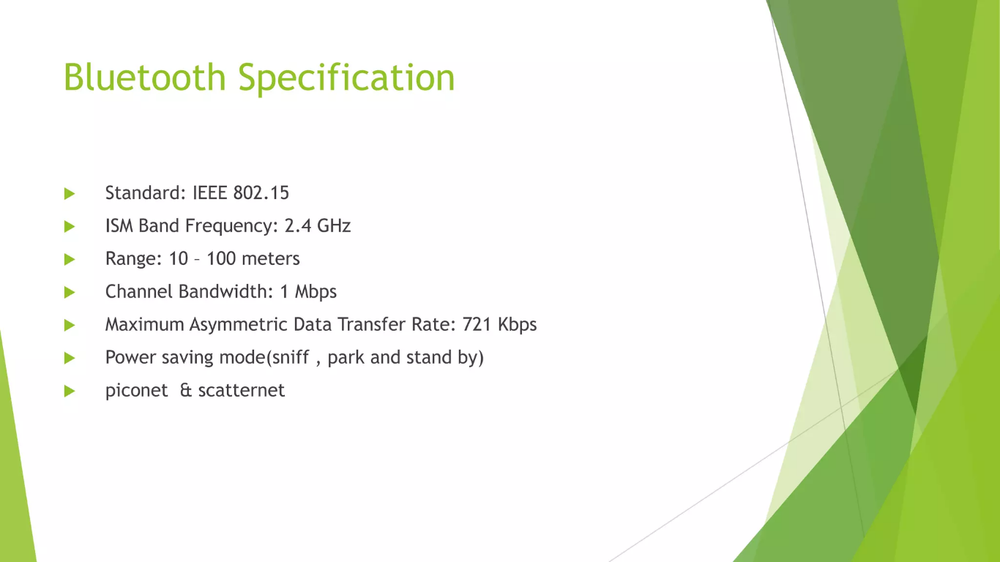 Bluetooth Specification
Standard: IEEE 802.15
ISM Band Frequency: 2.4 GHz
Range: 10 – 100 meters
Channel Bandwidth: 1 Mbps
Maximum Asymmetric Data Transfer Rate: 721 Kbps
Power saving mode(sniff , park and stand by)
piconet & scatternet